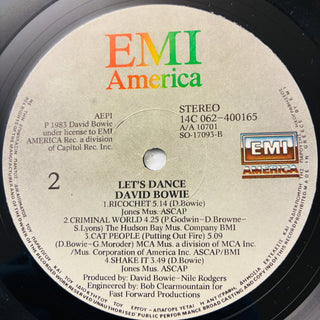 EMI
America
AEPI
P 1983 David Bowie
under license to EMI
AMERICA Rec. a division
of Capitol Rec. Inc.
STEREO
14C 062-400165
A/A 10701
SO-17093-B
EMI
AMERICA
2
LET'S DANCE
DAVID BOWIE
1.RICOCHET 5.14 (D.Bowie)
Jones Mus. ASCAP
2.CRIMINAL WORLD 4.25 (P.Godwin-D.Browne-
S.Lyons) The Hudson Bay Mus. Company BMI
3.CAT PEOPLE (Putting Out Fire) 5.09
(D.Bowie-G.Moroder) MCA Mus. a division of MCA Inc.
/Mus. Corporation of America Inc. ASCAP/BMI
4.SHAKE IT 3.49 (D.Bowie)
Jones Mus. ASCAP
Produced by: David Bowie-Nile Rodgers
Engineered by: Bob Clearmountain for
Fast Forward Productions